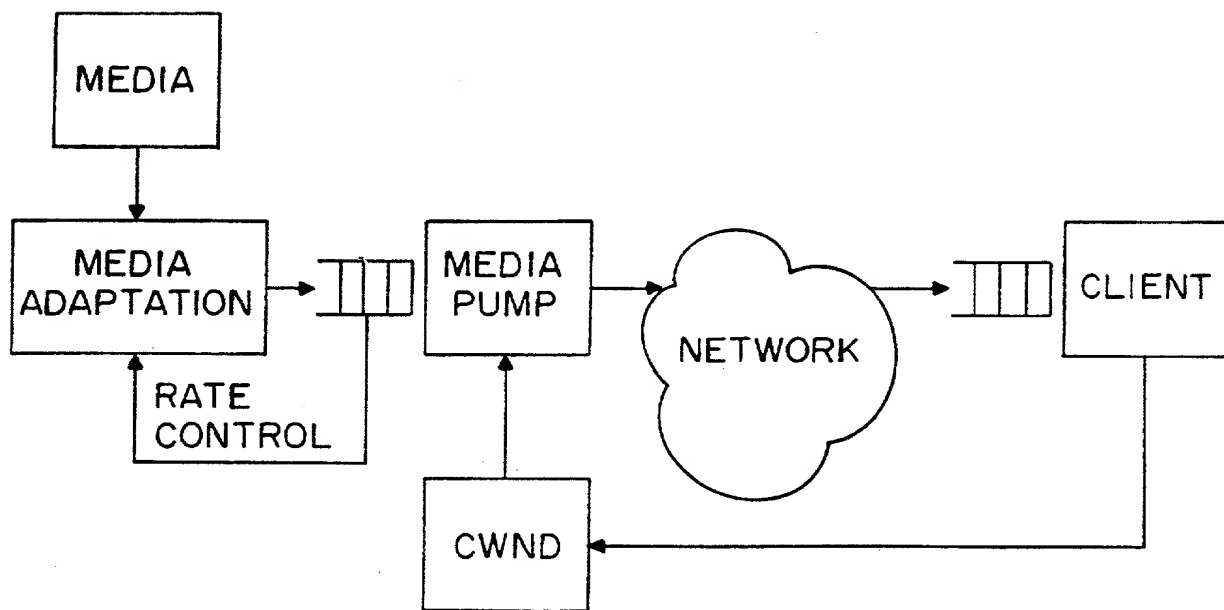 MEDIA
MEDIA
ADAPTATION
MEDIA
PUMP
NETWORK
CLIENT
RATE
CONTROL
CWND